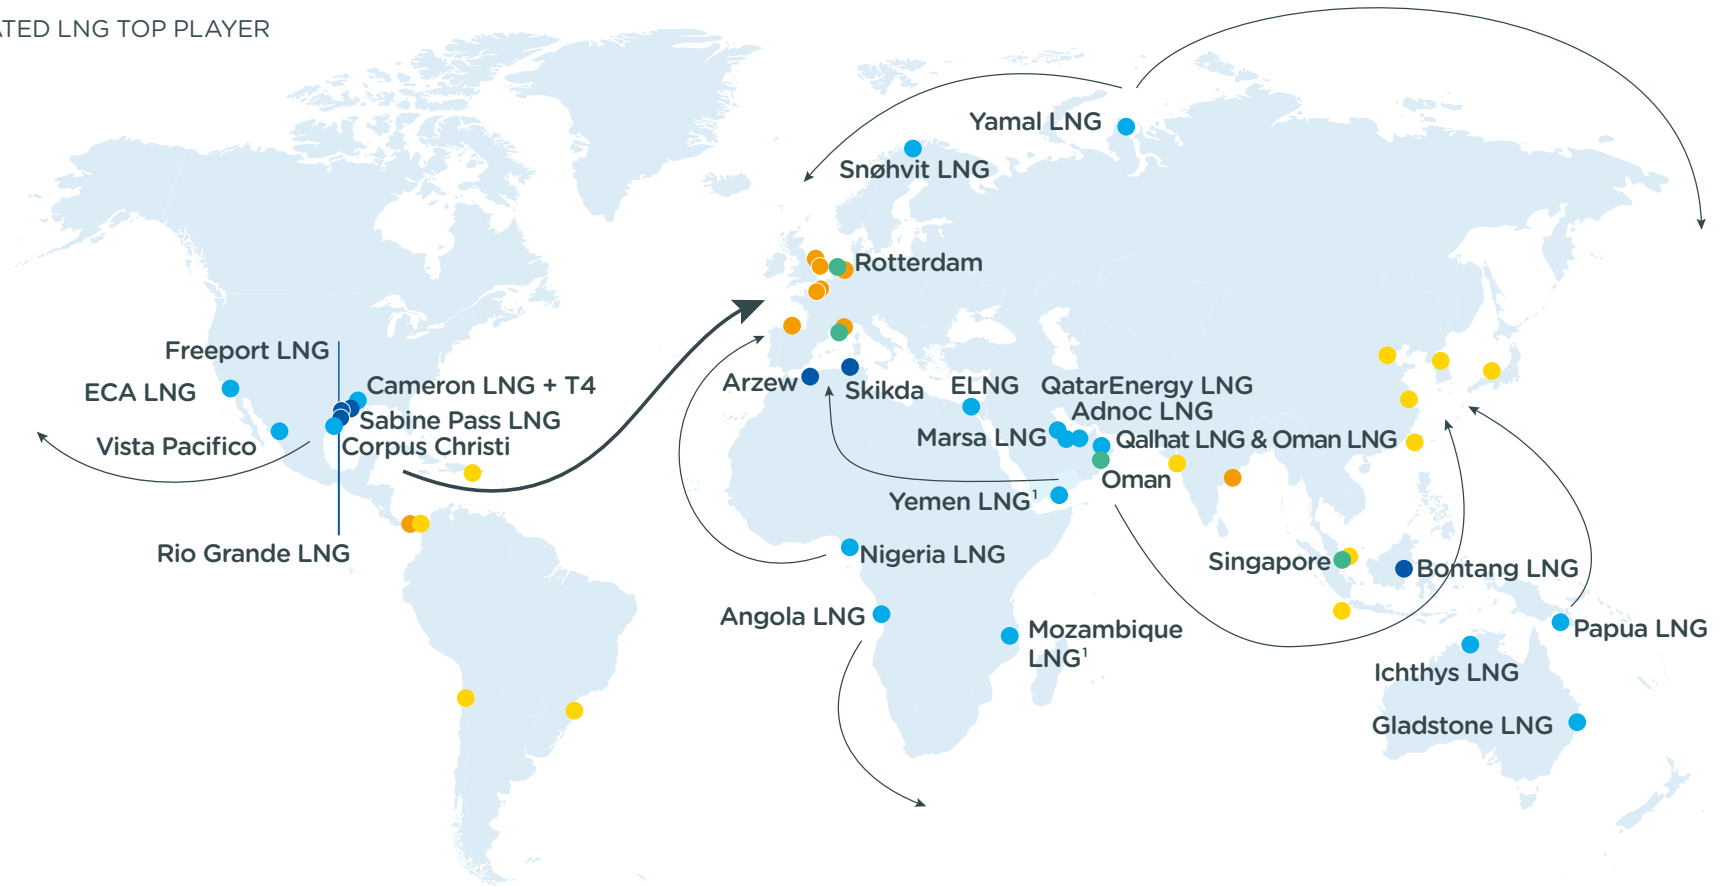 ATED LNG TOP PLAYER
Yamal LNG
Snøhvit LNG
Rotterdam
Freeport LNG
ECA LNG
Cameron LNG + T4
Sabine Pass LNG
Vista Pacifico
Corpus Christi
Rio Grande LNG
Arzew
Skikda
ELNG
QatarEnergy LNG
Adnoc LNG
Marsa LNG
Qalhat LNG & Oman LNG
Oman
Yemen LNG¹
Nigeria LNG
Singapore
Bontang LNG
Angola LNG
Mozambique
LNG¹
Papua LNG
Ichthys LNG
Gladstone LNG